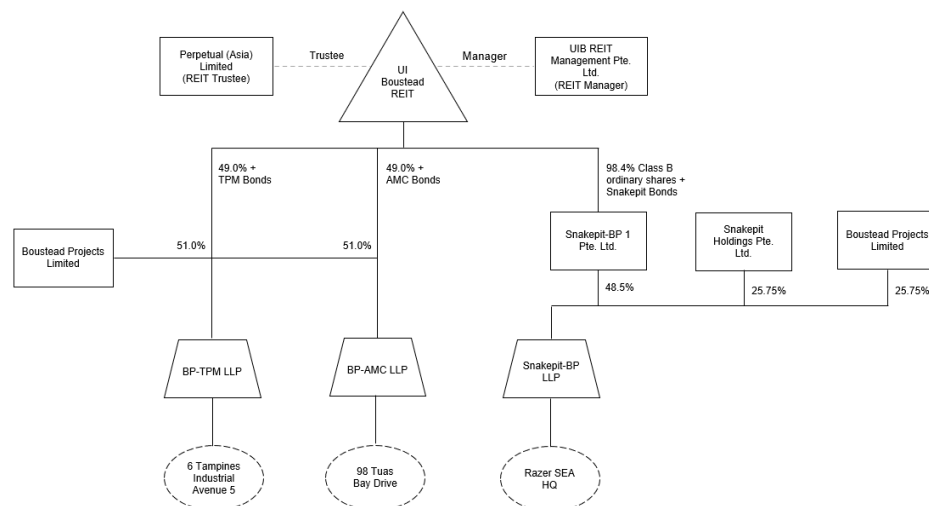 Perpetual (Asia)
Limited
(REIT Trustee)
Trustee
UI
Boustead
REIT
Manager
UIB REIT
Management Pte.
Ltd.
(REIT Manager)
49.0% +
TPM Bonds
49.0% +
AMC Bonds
98.4% Class B
ordinary shares +
Snakepit Bonds
Boustead Projects
Limited
51.0%
51.0%
Snakepit-BP 1
Pte. Ltd.
Snakepit
Holdings Pte.
Ltd.
Boustead Projects
Limited
48.5%
25.75%
25.75%
BP-TPM LLP
BP-AMC LLP
Snakepit-BP
LLP
6 Tampines
Industrial
Avenue 5
98 Tuas
Bay Drive
Razer SEA
HQ